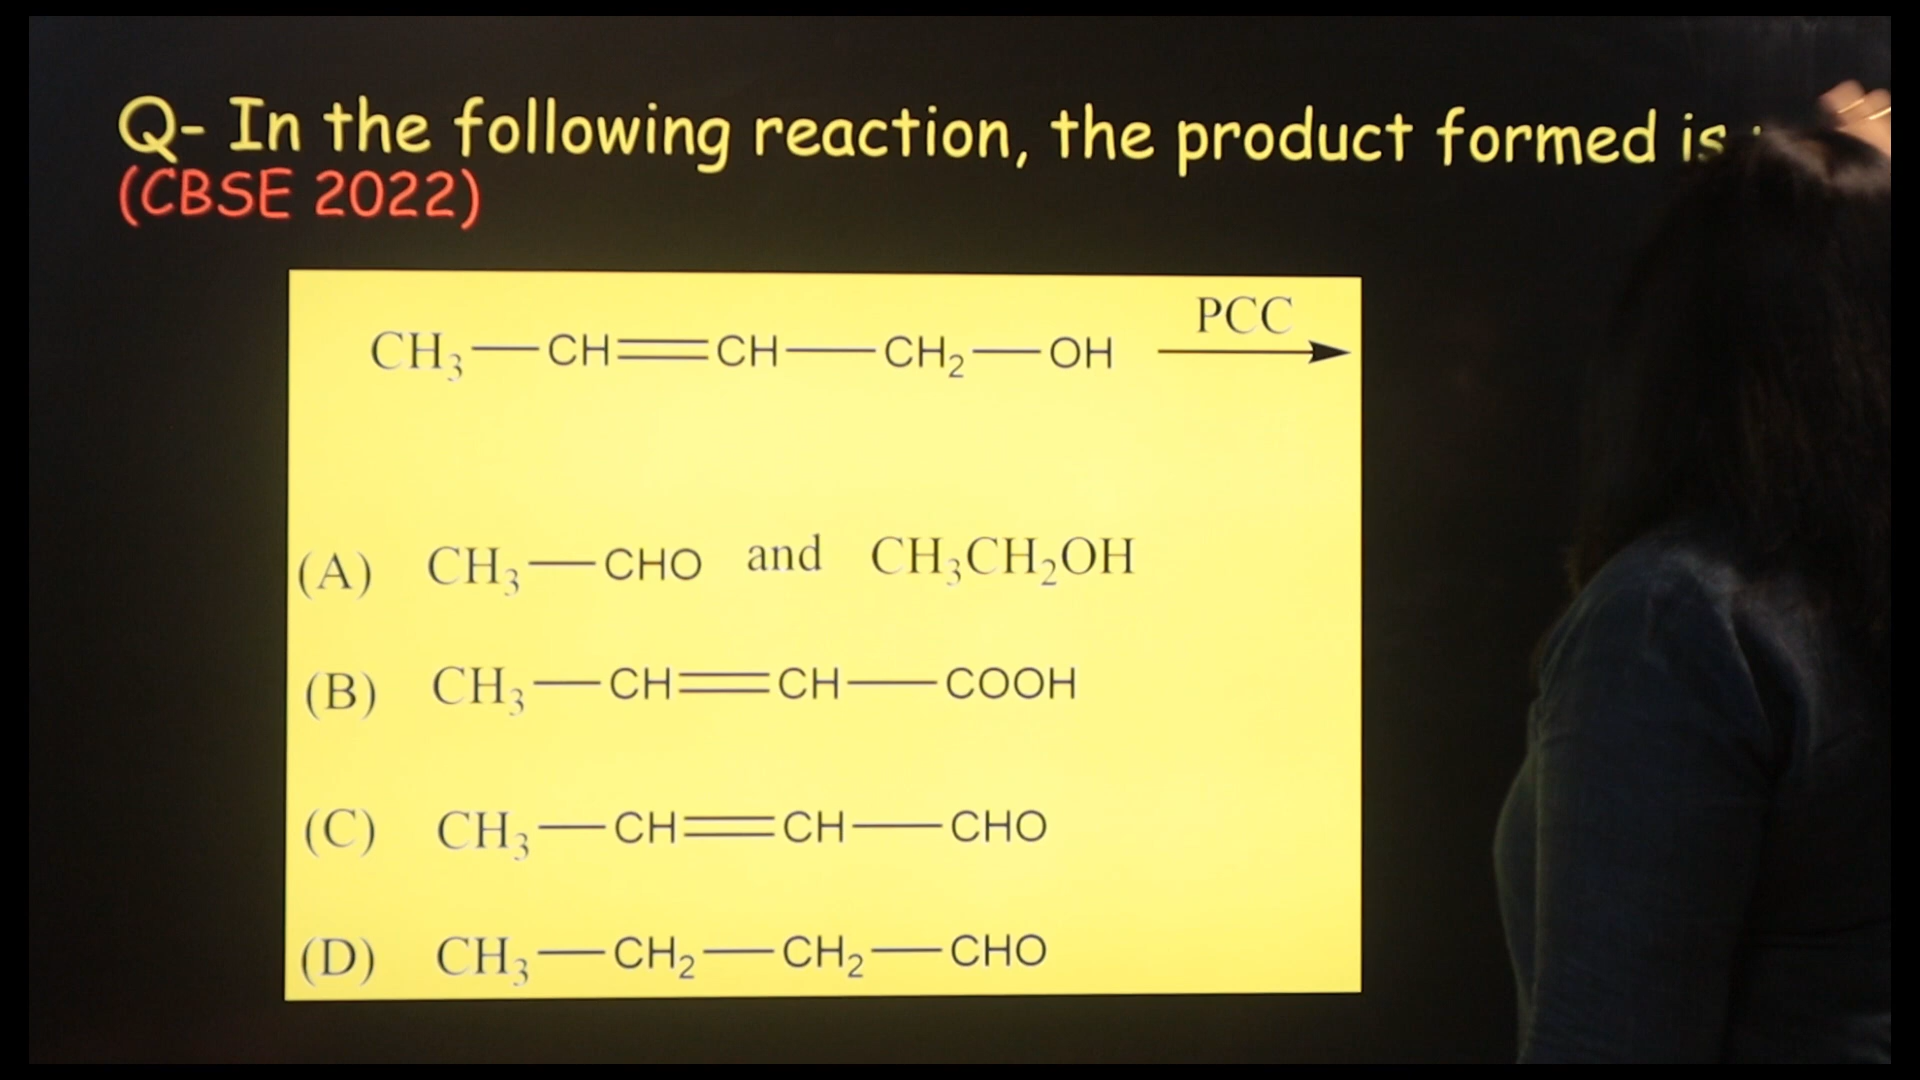 Q- In the following reaction, the product formed is
(CBSE 2022)
CH₃—CH=CH—CH₂—OH PCC
(A) CH₃—CHO and CH₃CH₂OH
(B) CH₃—CH=CH—COOH
(C) CH₃—CH=CH—CHO
(D) CH₃—CH₂—CH₂—CHO